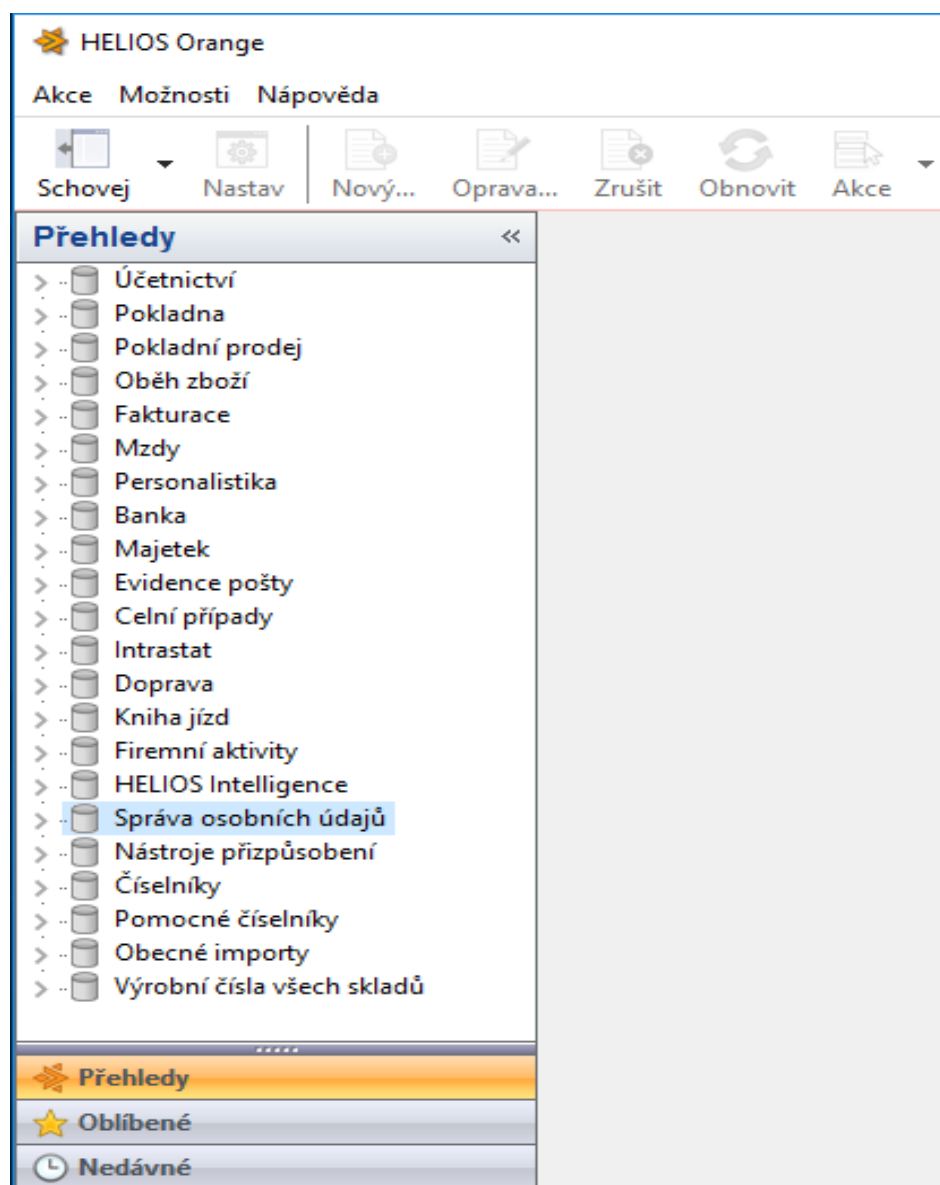 HELIOS Orange
Akce Možnosti Nápověda
Schovej Nastav Nový... Oprava... Zrušit Obnovit Akce
Přehledy
Účetnictví
Pokladna
Pokladní prodej
Oběh zboží
Fakturace
Mzdy
Personalistika
Banka
Majetek
Evidence pošty
Celní případy
Intrastat
Doprava
Kniha jízd
Firemní aktivity
HELIOS Intelligence
Správa osobních údajů
Nástroje přizpůsobení
Číselníky
Pomocné číselníky
Obecné importy
Výrobní čísla všech skladů
Přehledy
Oblíbené
Nedávné